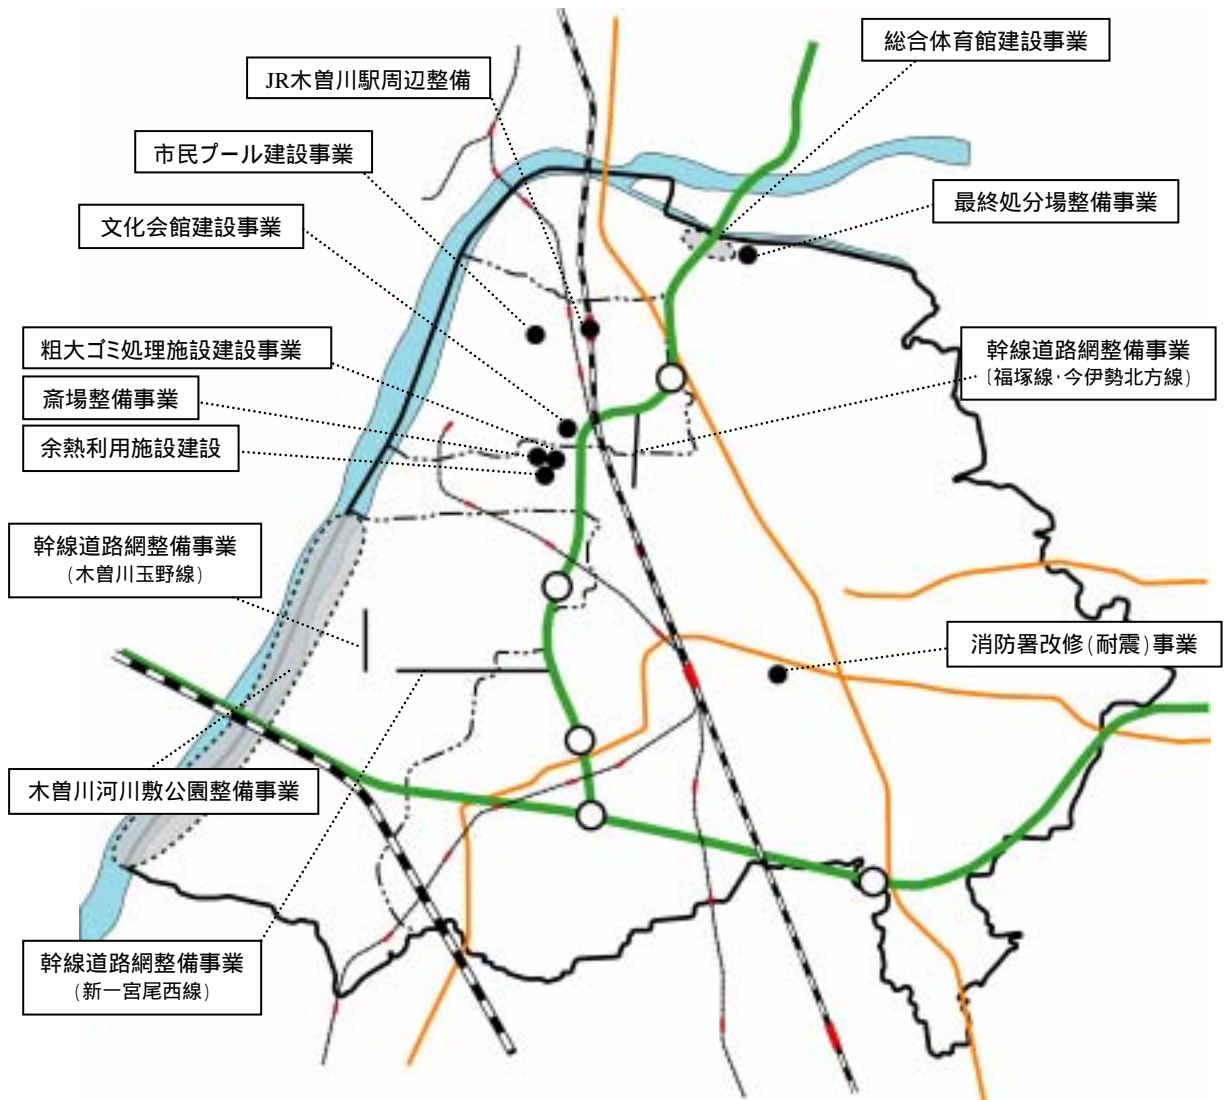 総合体育館建設事業
JR木曽川駅周辺整備
市民プール建設事業
最終処分場整備事業
文化会館建設事業
粗大ゴミ処理施設建設事業
幹線道路網整備事業
(福塚線・今伊勢北方線)
斎場整備事業
余熱利用施設建設
幹線道路網整備事業
(木曽川玉野線)
消防署改修(耐震)事業
木曽川河川敷公園整備事業
幹線道路網整備事業
(新一宮尾西線)